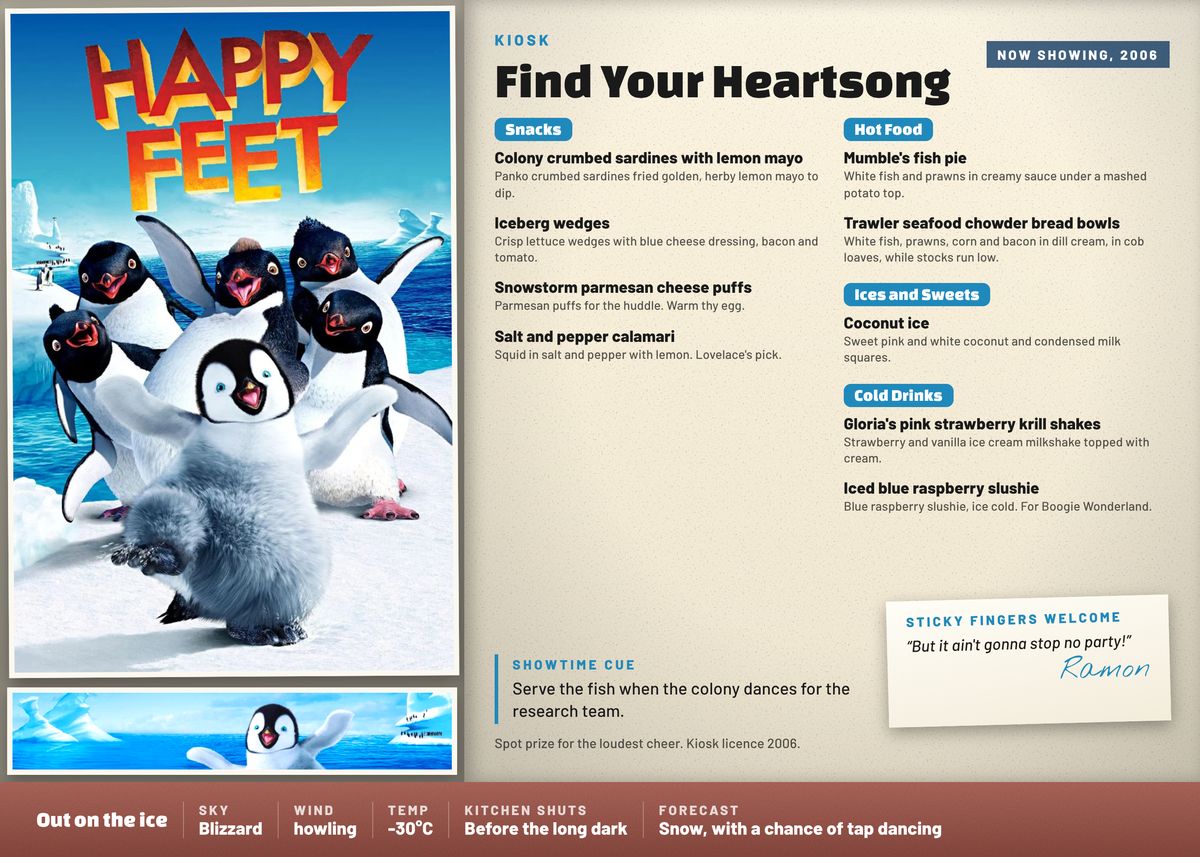 HAPPY
FEET
KIOSK
Find Your Heartsong
NOW SHOWING, 2006
Snacks
Colony crumbed sardines with lemon mayo
Panko crumbed sardines fried golden, herby lemon mayo to
dip.
Iceberg wedges
Crisp lettuce wedges with blue cheese dressing, bacon and
tomato.
Snowstorm parmesan cheese puffs
Parmesan puffs for the huddle. Warm thy egg.
Salt and pepper calamari
Squid in salt and pepper with lemon. Lovelace's pick.
Hot Food
Mumble's fish pie
White fish and prawns in creamy sauce under a mashed
potato top.
Trawler seafood chowder bread bowls
White fish, prawns, corn and bacon in dill cream, in cob
loaves, while stocks run low.
Ices and Sweets
Coconut ice
Sweet pink and white coconut and condensed milk
squares.
Cold Drinks
Gloria's pink strawberry krill shakes
Strawberry and vanilla ice cream milkshake topped with
cream.
Iced blue raspberry slushie
Blue raspberry slushie, ice cold. For Boogie Wonderland.
STICKY FINGERS WELCOME
“But it ain't gonna stop no party!”
Ramon
SHOWTIME CUE
Serve the fish when the colony dances for the
research team.
Spot prize for the loudest cheer. Kiosk licence 2006.
Out on the ice
SKY
Blizzard
WIND
howling
TEMP
-30°C
KITCHEN SHUTS
Before the long dark
FORECAST
Snow, with a chance of tap dancing